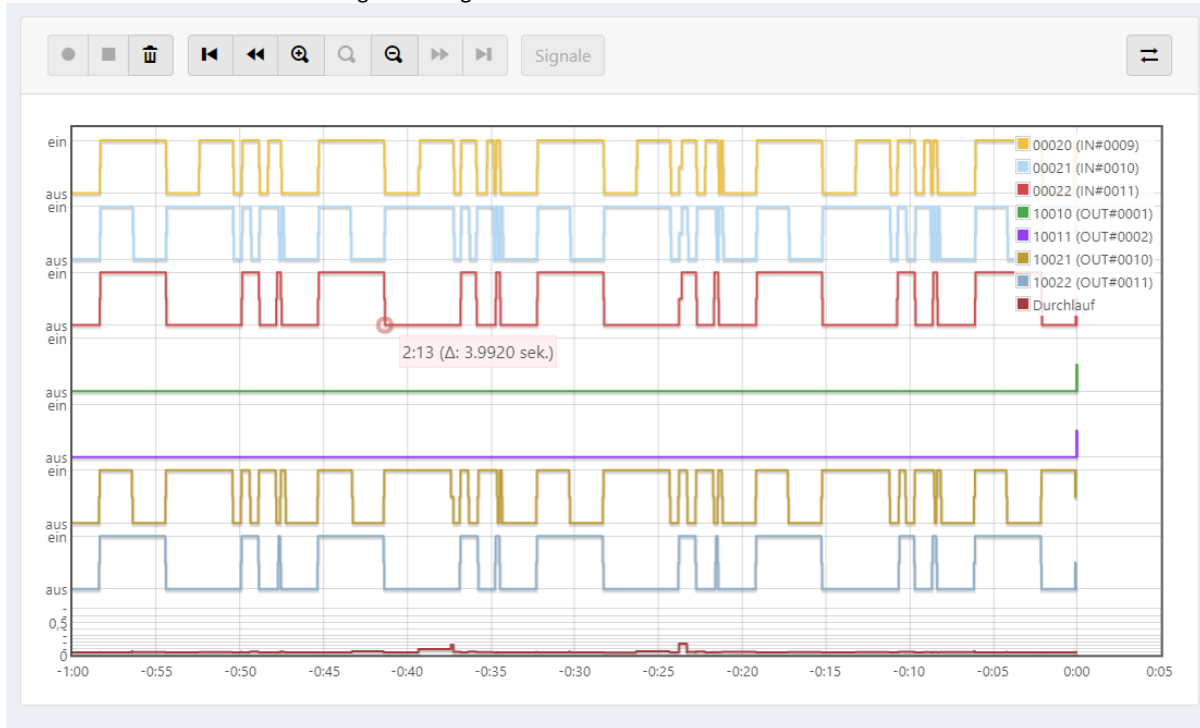 Signale
ein
aus
ein
aus
ein
aus
ein
aus
ein
aus
ein
aus
ein
aus
-
0,5
-
-
0
00020 (IN#0009)
00021 (IN#0010)
00022 (IN#0011)
10010 (OUT#0001)
10011 (OUT#0002)
10021 (OUT#0010)
10022 (OUT#0011)
Durchlauf
2:13 (Δ: 3.9920 sek.)
-1:00 -0:55 -0:50 -0:45 -0:40 -0:35 -0:30 -0:25 -0:20 -0:15 -0:10 -0:05 0:00 0:05